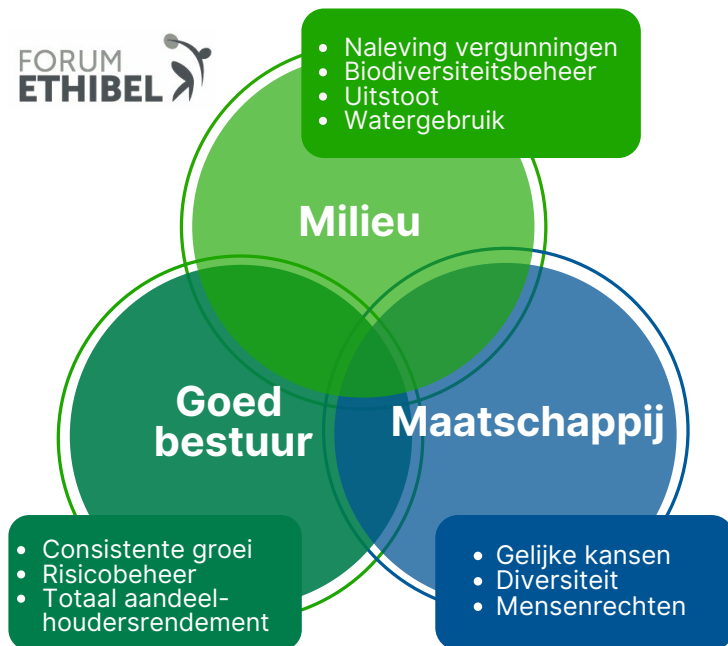 FORUM
ETHIBEL
• Naleving vergunningen
• Biodiversiteitsbeheer
• Uitstoot
• Watergebruik
Milieu
Goed
bestuur
Maatschappij
• Consistente groei
• Risicobeheer
• Totaal aandeel-
houdersrendement
• Gelijke kansen
• Diversiteit
• Mensenrechten